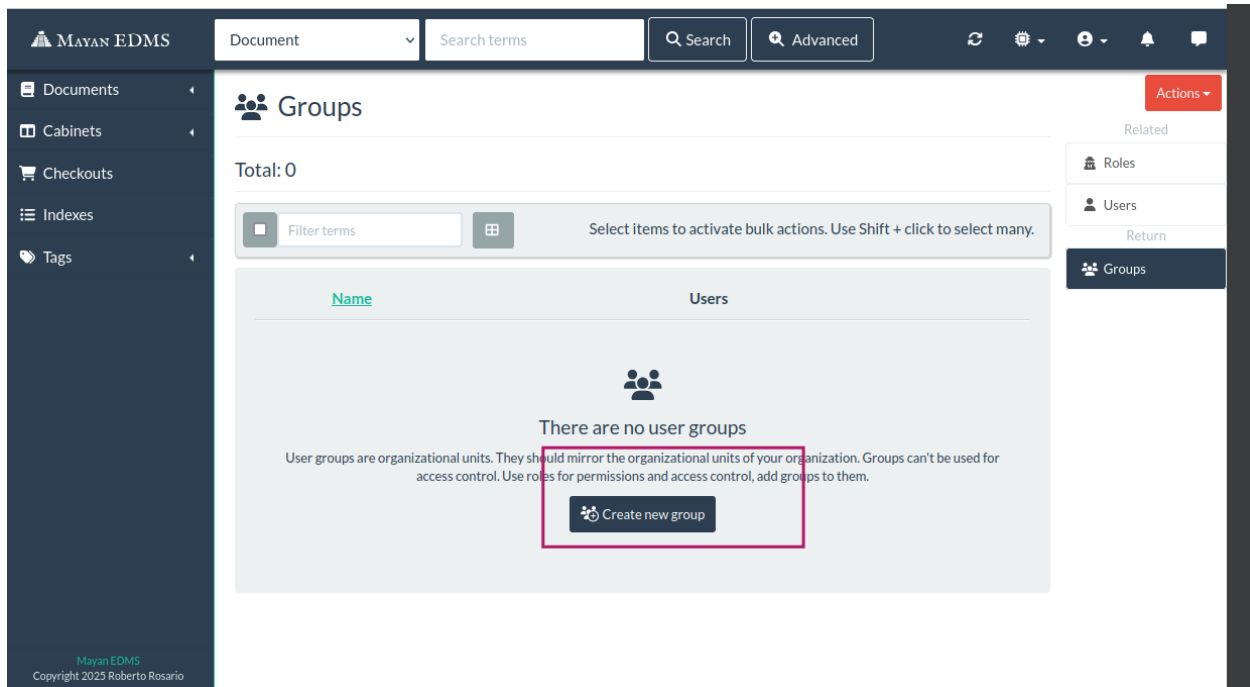 MAYAN EDMS
Document
Search terms
Search
Advanced
Documents
Cabinets
Checkouts
Indexes
Tags
Mayan EDMS
Copyright 2025 Roberto Rosario
Groups
Total: 0
Filter terms
Select items to activate bulk actions. Use Shift + click to select many.
Name Users
There are no user groups
User groups are organizational units. They should mirror the organizational units of your organization. Groups can't be used for
access control. Use roles for permissions and access control, add groups to them.
Create new group
Actions
Related
Roles
Users
Return
Groups